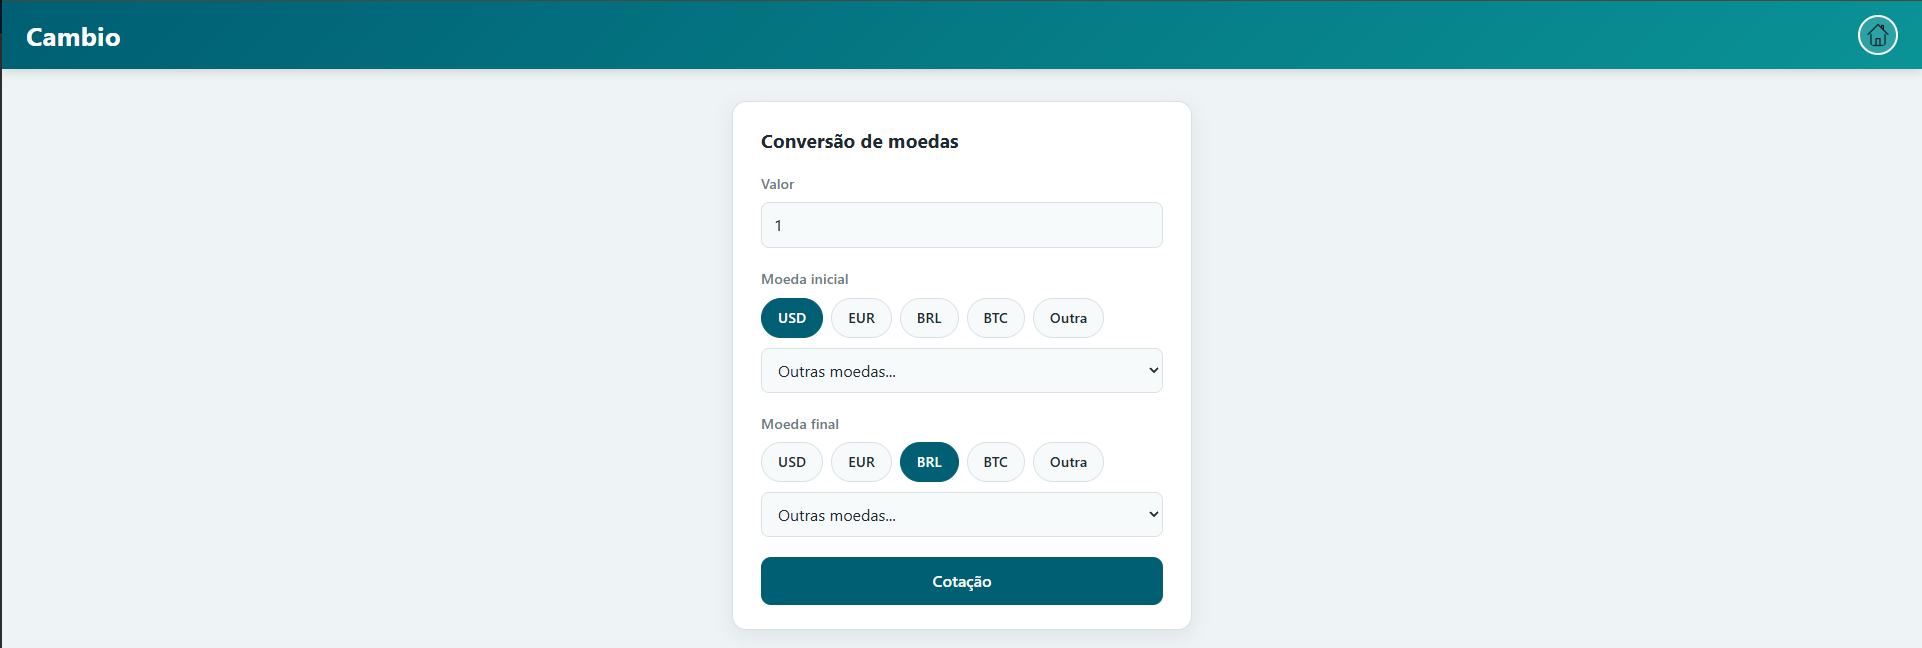 Cambio
Conversão de moedas
Valor
1
Moeda inicial
USD EUR BRL BTC Outra
Outras moedas...
Moeda final
USD EUR BRL BTC Outra
Outras moedas...
Cotação